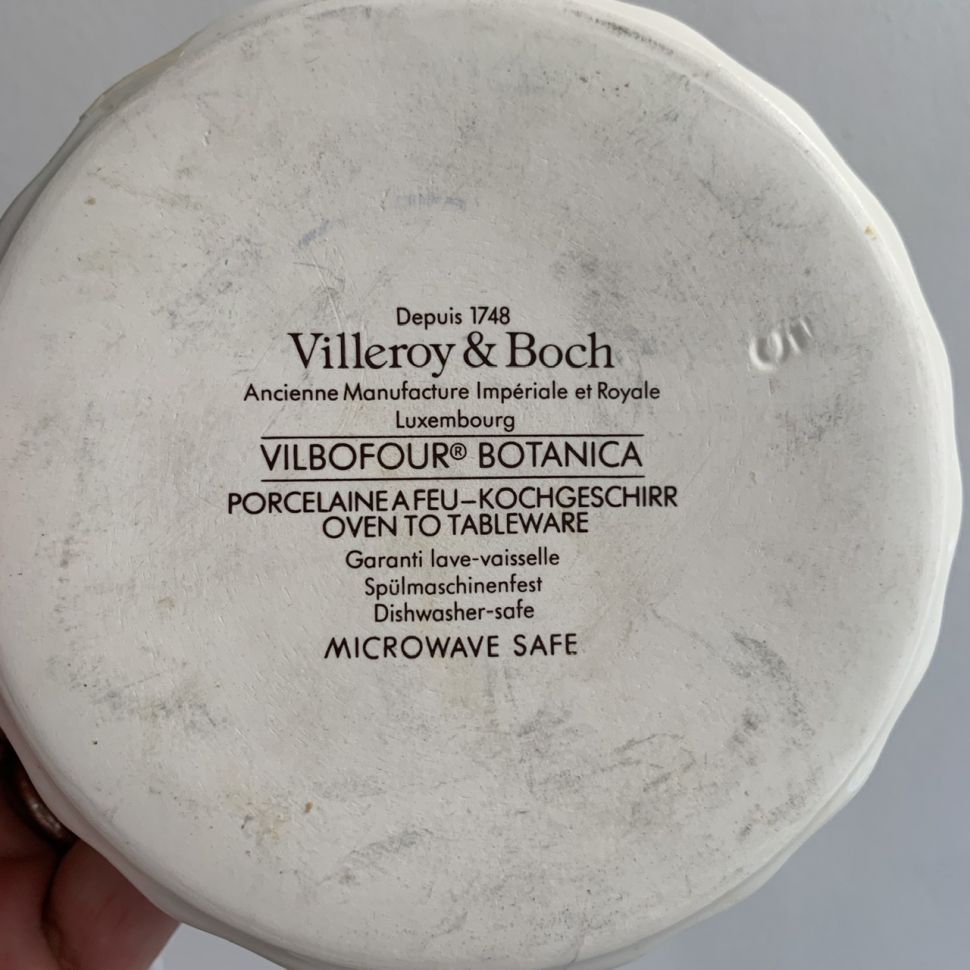 Depuis 1748
Villeroy & Boch
Ancienne Manufacture Impériale et Royale
Luxembourg
VILBOFOUR® BOTANICA
PORCELAINE A FEU–KOCHGESCHIRR
OVEN TO TABLEWARE
Garanti lave-vaisselle
Spülmaschinenfest
Dishwasher-safe
MICROWAVE SAFE